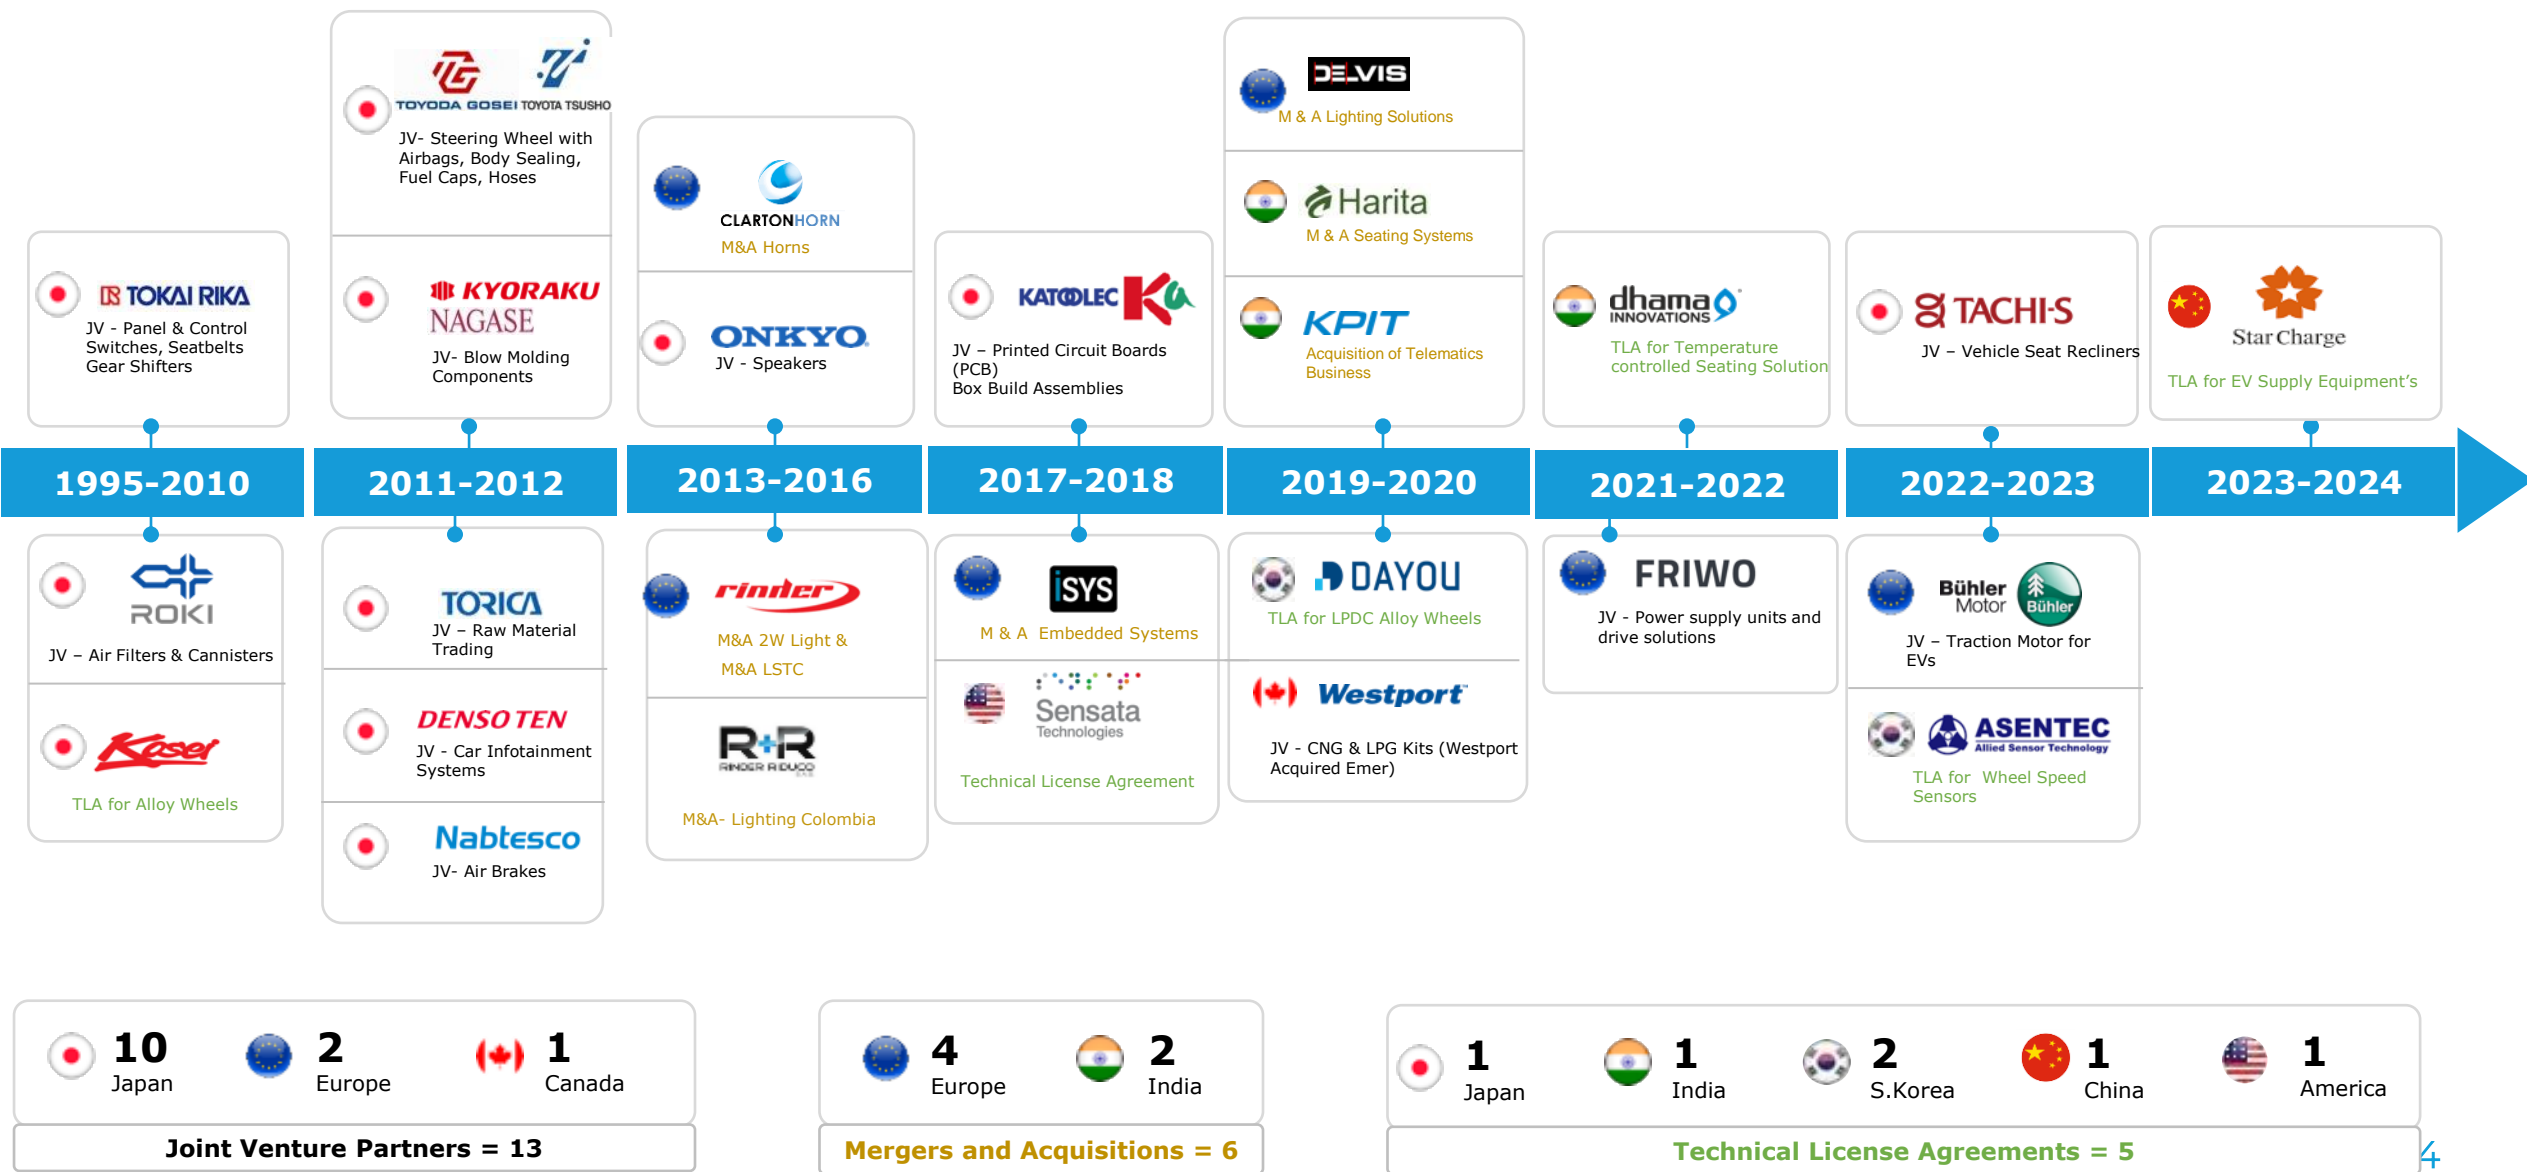 TOYODA GOSEI TOYOTA TSUSHO
JV- Steering Wheel with
Airbags, Body Sealing,
Fuel Caps, Hoses
KYORAKU
NAGASE
JV- Blow Molding
Components
TOKAI RIKA
JV - Panel & Control
Switches, Seatbelts
Gear Shifters
CLARTONHORN
M&A Horns
ONKYO
JV - Speakers
KATOOLEC Ka
JV – Printed Circuit Boards
(PCB)
Box Build Assemblies
DELVIS
M & A Lighting Solutions
Harita
M & A Seating Systems
KPIT
Acquisition of Telematics
Business
dhama
INNOVATIONS
TLA for Temperature
controlled Seating Solution
TACHI-S
JV – Vehicle Seat Recliners
Star Charge
TLA for EV Supply Equipment’s
1995-2010
2011-2012
2013-2016
2017-2018
2019-2020
2021-2022
2022-2023
2023-2024
ROKI
JV – Air Filters & Cannisters
Kosei
TLA for Alloy Wheels
TORICA
JV – Raw Material
Trading
DENSO TEN
JV - Car Infotainment
Systems
Nabtesco
JV- Air Brakes
rinder
M&A 2W Light &
M&A LSTC
R+R
RINDER RIDUCO
S.A.S
M&A- Lighting Colombia
iSYS
M & A  Embedded Systems
Sensata
Technologies
Technical License Agreement
DAYOU
TLA for LPDC Alloy Wheels
Westport
JV - CNG & LPG Kits (Westport
Acquired Emer)
FRIWO
JV - Power supply units and
drive solutions
Bühler
Motor
Bühler
JV – Traction Motor for
EVs
ASENTEC
Allied Sensor Technology
TLA for  Wheel Speed
Sensors
10
Japan
2
Europe
1
Canada
Joint Venture Partners = 13
4
Europe
2
India
Mergers and Acquisitions = 6
1
Japan
1
India
2
S.Korea
1
China
1
America
Technical License Agreements = 5
4